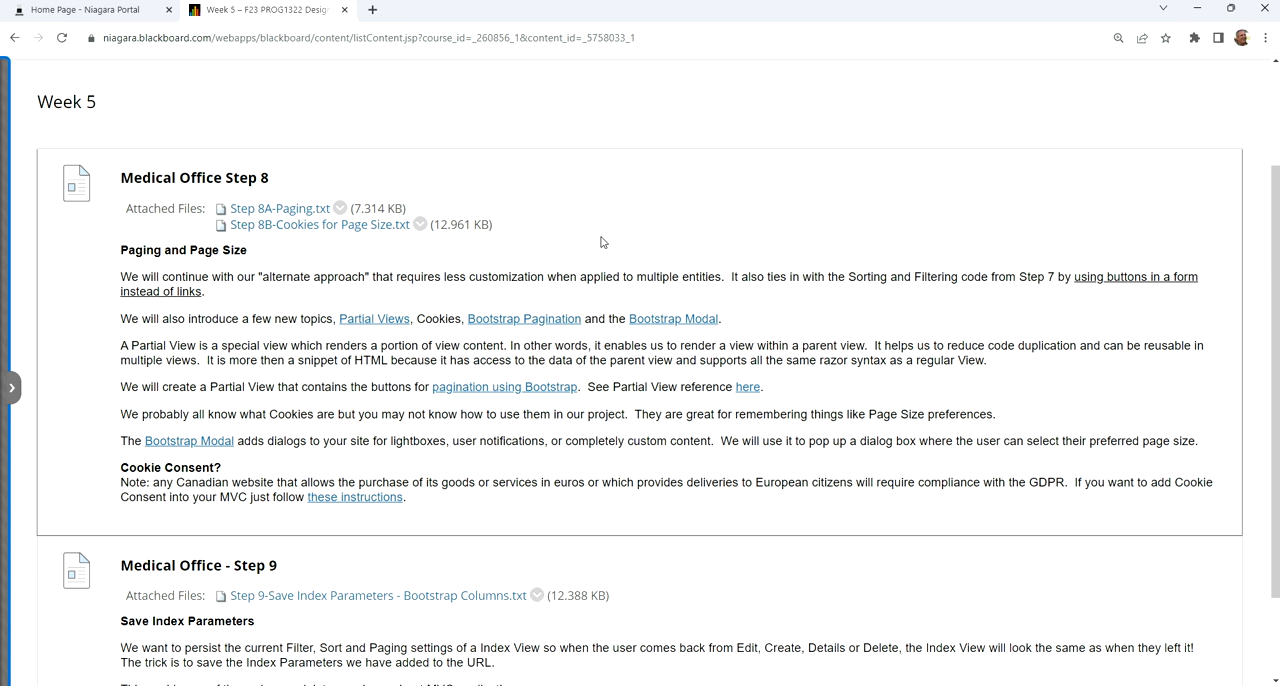 Home Page - Niagara Portal
Week 5 – F23 PROG1322 Desig
niagara.blackboard.com/webapps/blackboard/content/listContent.jsp?course_id=_260856_1&content_id=_5758033_1
Week 5
Medical Office Step 8
Attached Files: Step 8A-Paging.txt (7.314 KB)
Step 8B-Cookies for Page Size.txt (12.961 KB)
Paging and Page Size
We will continue with our "alternate approach" that requires less customization when applied to multiple entities. It also ties in with the Sorting and Filtering code from Step 7 by using buttons in a form
instead of links.
We will also introduce a few new topics, Partial Views, Cookies, Bootstrap Pagination and the Bootstrap Modal.
A Partial View is a special view which renders a portion of view content. In other words, it enables us to render a view within a parent view. It helps us to reduce code duplication and can be reusable in
multiple views. It is more then a snippet of HTML because it has access to the data of the parent view and supports all the same razor syntax as a regular View.
We will create a Partial View that contains the buttons for pagination using Bootstrap. See Partial View reference here.
We probably all know what Cookies are but you may not know how to use them in our project. They are great for remembering things like Page Size preferences.
The Bootstrap Modal adds dialogs to your site for lightboxes, user notifications, or completely custom content. We will use it to pop up a dialog box where the user can select their preferred page size.
Cookie Consent?
Note: any Canadian website that allows the purchase of its goods or services in euros or which provides deliveries to European citizens will require compliance with the GDPR. If you want to add Cookie
Consent into your MVC just follow these instructions.
Medical Office - Step 9
Attached Files: Step 9-Save Index Parameters - Bootstrap Columns.txt (12.388 KB)
Save Index Parameters
We want to persist the current Filter, Sort and Paging settings of a Index View so when the user comes back from Edit, Create, Details or Delete, the Index View will look the same as when they left it!
The trick is to save the Index Parameters we have added to the URL.